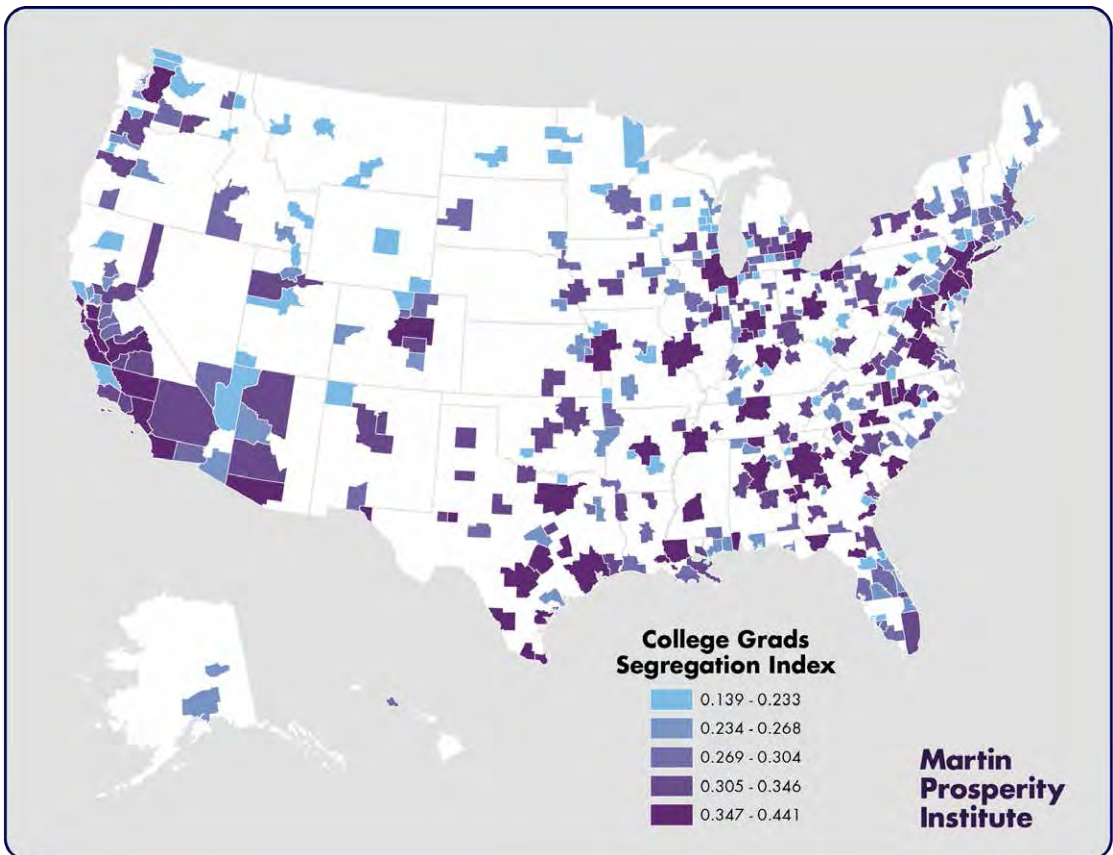 College Grads
Segregation Index
0.139 - 0.233
0.234 - 0.268
0.269 - 0.304
0.305 - 0.346
0.347 - 0.441
Martin
Prosperity
Institute